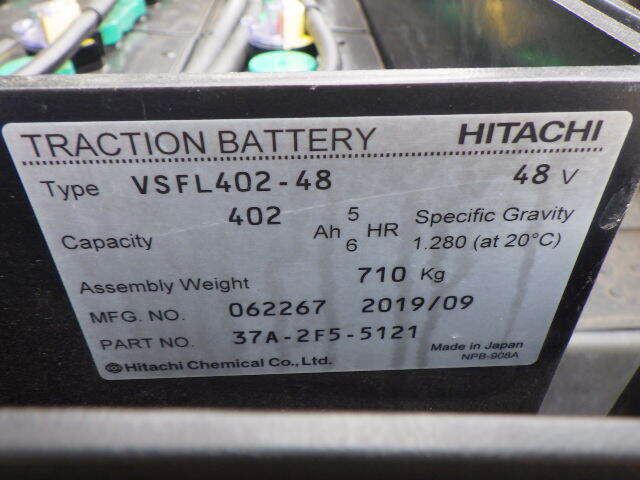 TRACTION BATTERY HITACHI
Type VSFL402-48 48 V
Capacity 402 Ah 5/6 HR Specific Gravity
1.280 (at 20°C)
Assembly Weight 710 Kg
MFG. NO. 062267 2019/09
PART NO. 37A-2F5-5121 Made in Japan
Hitachi Chemical Co., Ltd. NPB-908A